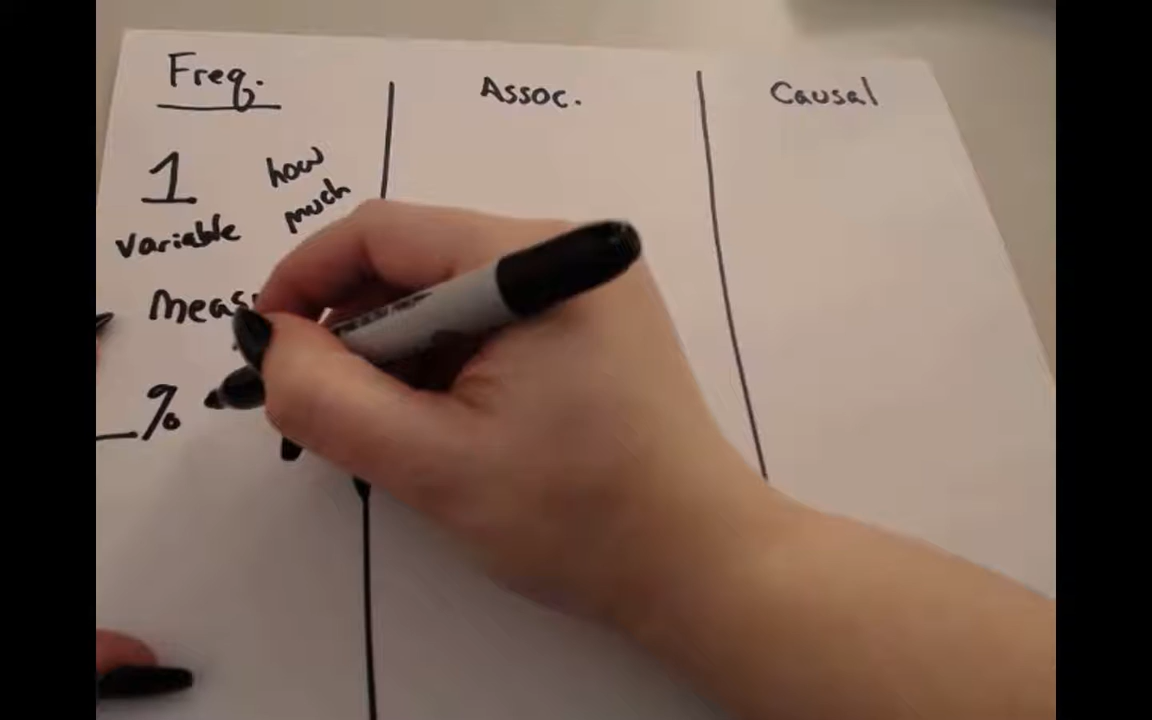 Freq.
Assoc.
Causal
1
how
much
variable
_%